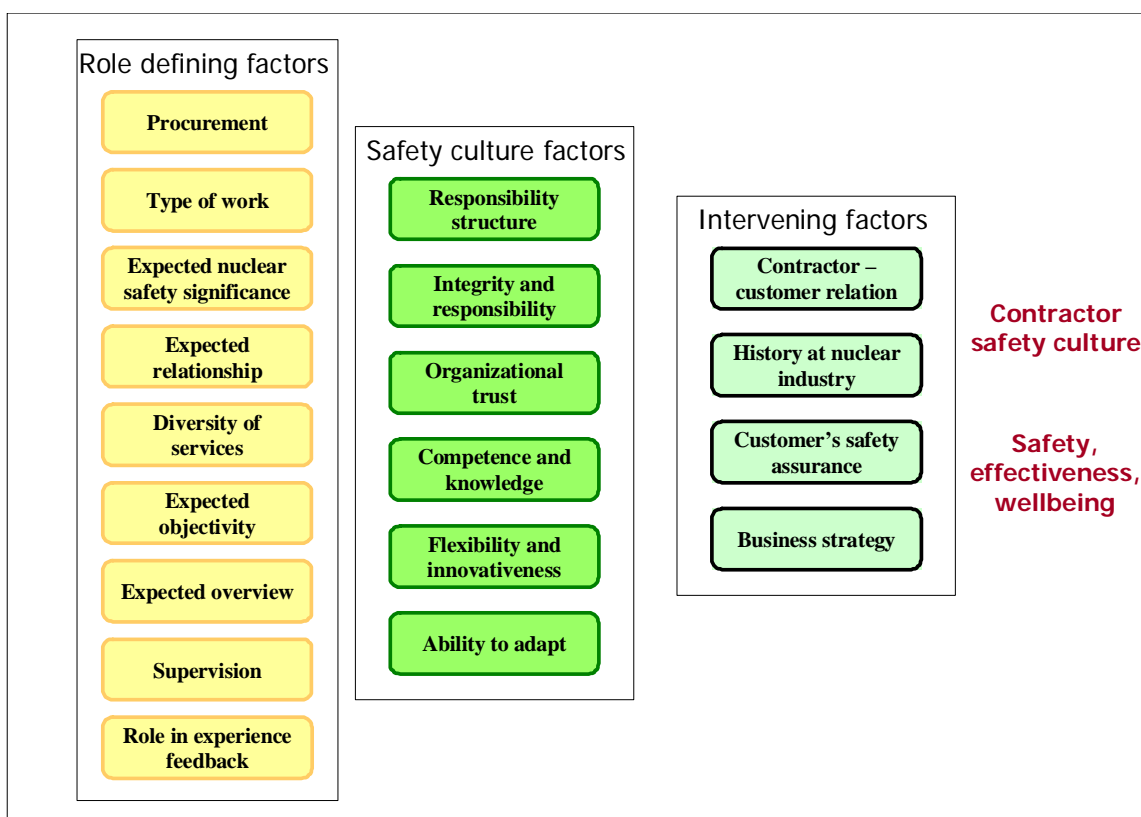 Role defining factors
Procurement
Type of work
Expected nuclear
safety significance
Expected
relationship
Diversity of
services
Expected
objectivity
Expected overview
Supervision
Role in experience
feedback
Safety culture factors
Responsibility
structure
Integrity and
responsibility
Organizational
trust
Competence and
knowledge
Flexibility and
innovativeness
Ability to adapt
Intervening factors
Contractor –
customer relation
History at nuclear
industry
Customer's safety
assurance
Business strategy
Contractor
safety culture
Safety,
effectiveness,
wellbeing